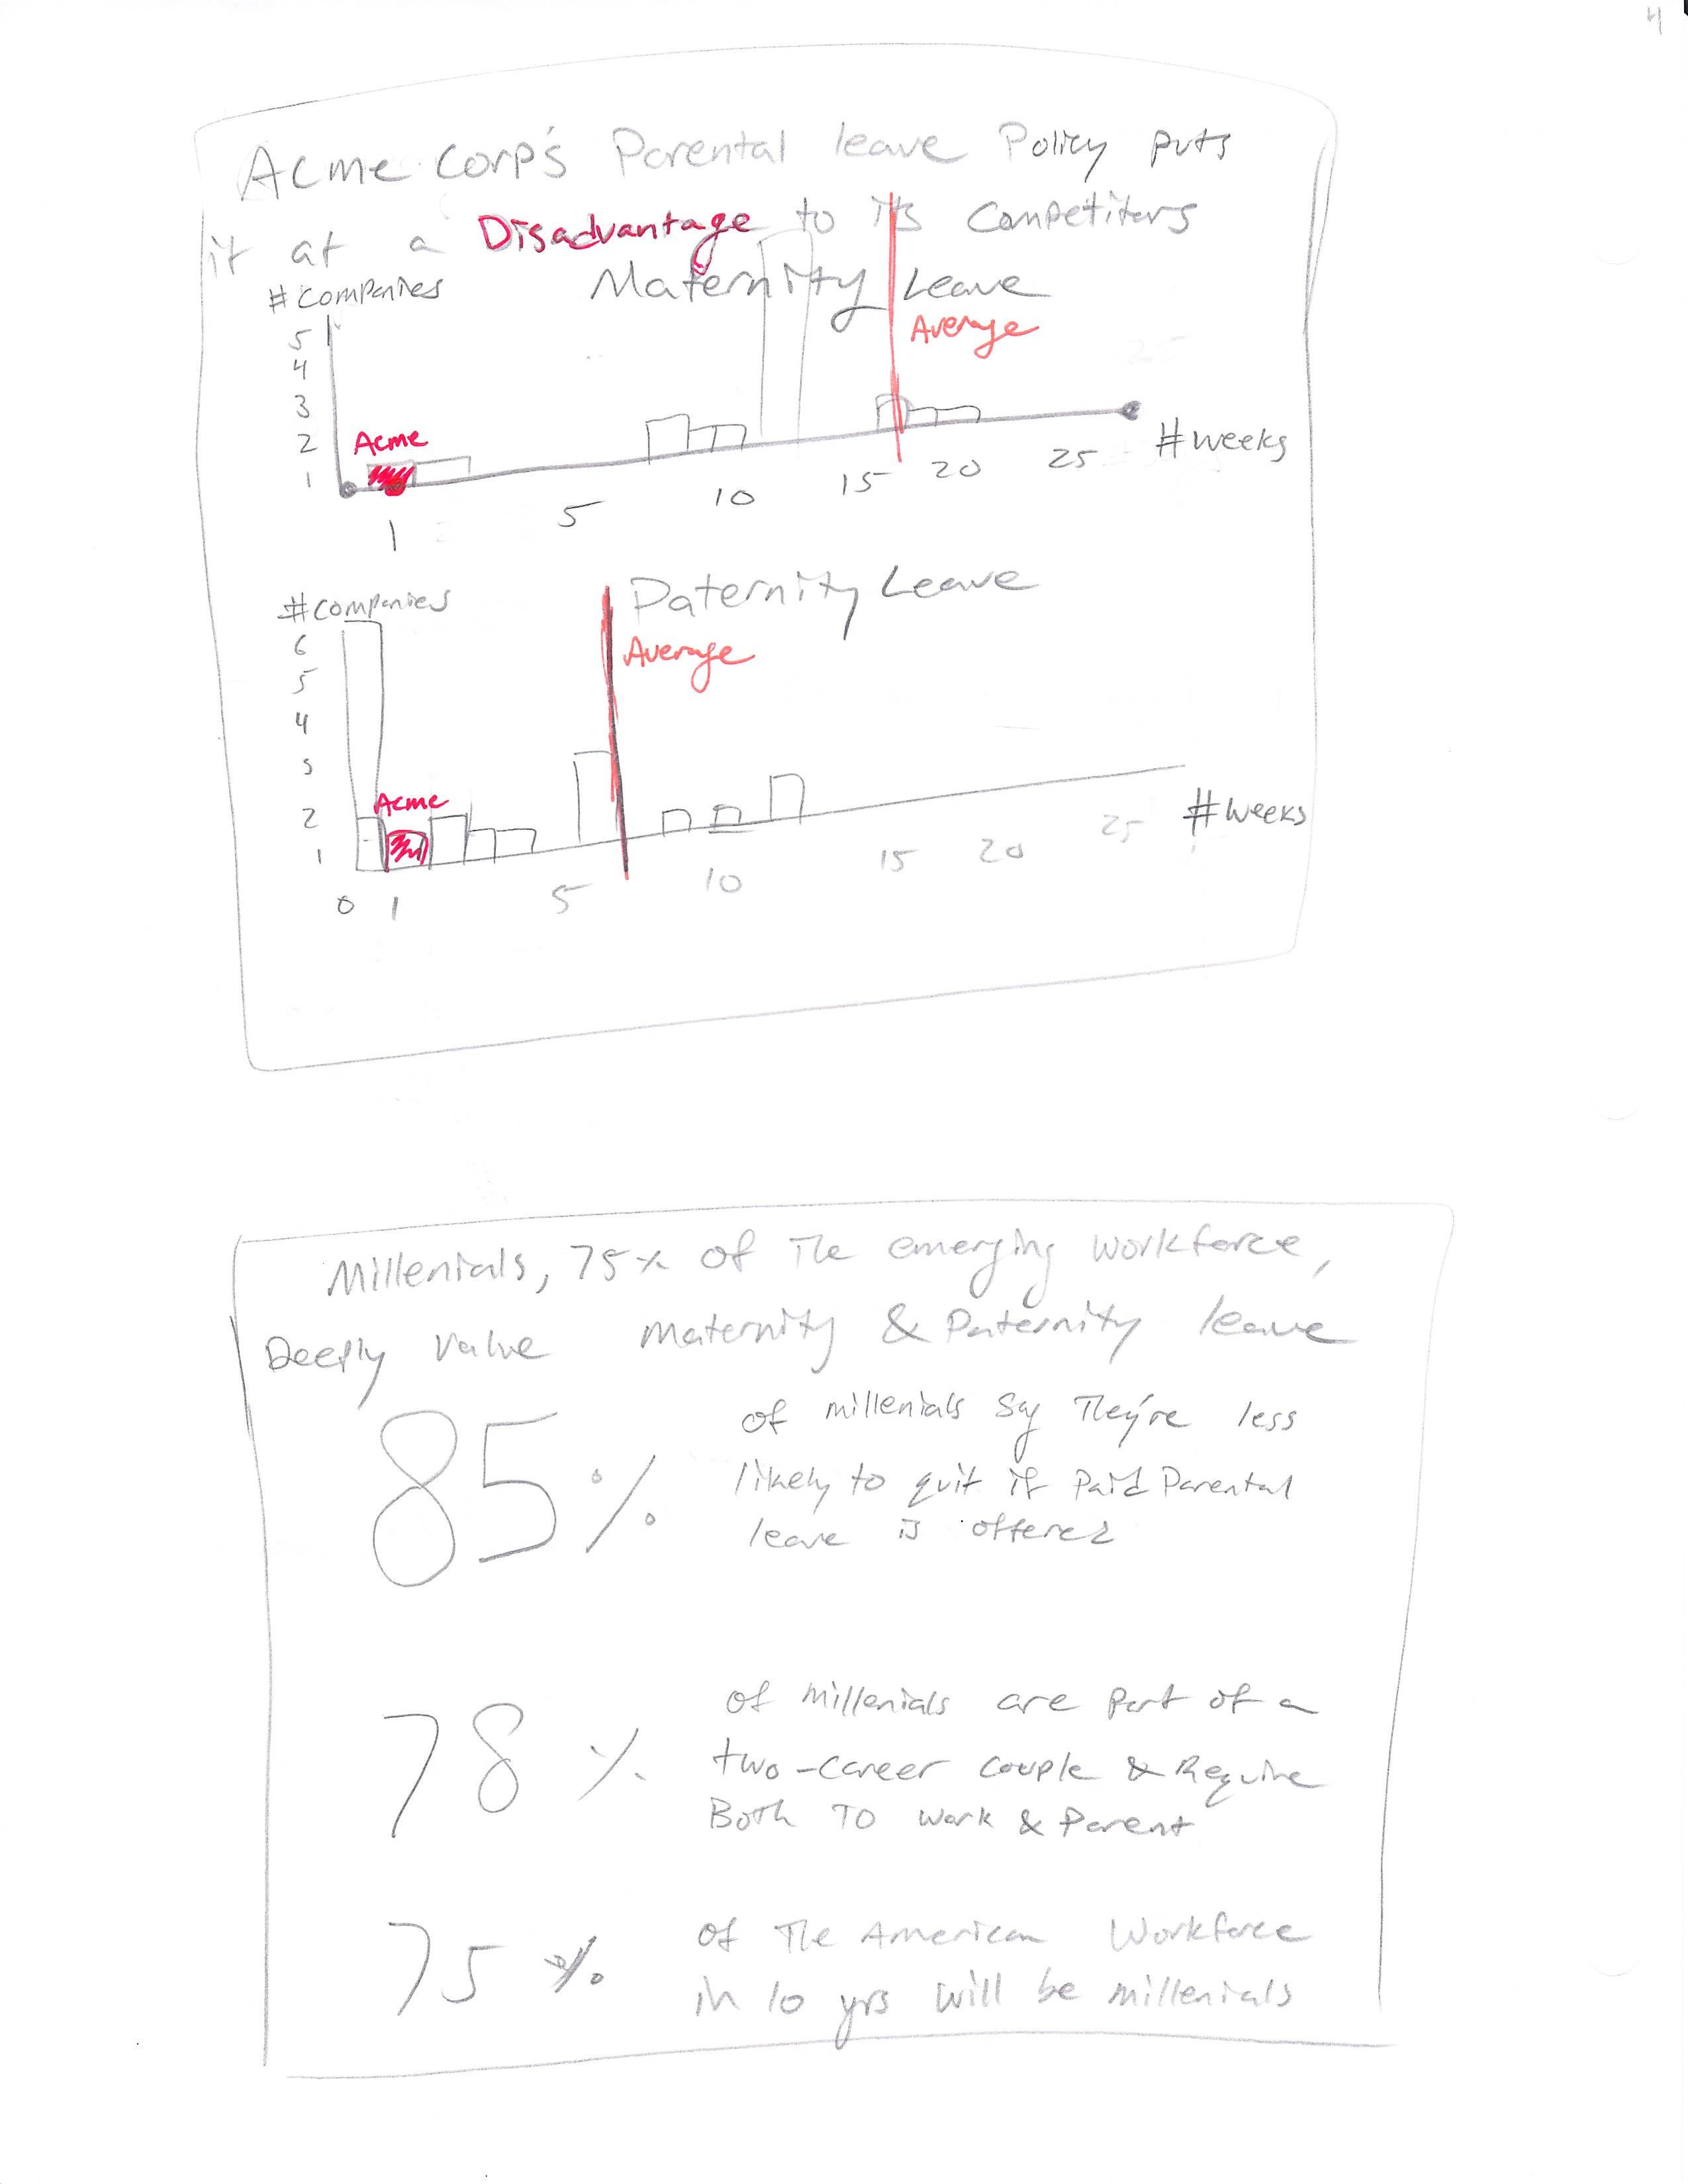 4
Acme Corp's Parental leave Policy puts
it at a Disadvantage to its Competitors
# Companies
Maternity Leave
Average
5
4
3
2
1
Acme
1
5
10
15
20
25
# weeks
# companies
Paternity Leave
Average
6
5
4
3
2
1
Acme
0
1
5
10
15
20
25
# weeks
Millenials, 75% of The emerging workforce,
Deeply value maternity & Paternity leave
85%
of millenials say They're less
likely to quit if Paid Parental
leave is offered
78%
of millenials are part of a
two-career couple & Require
Both To work & Parent
75%
of The American Workforce
in 10 yrs will be millenials